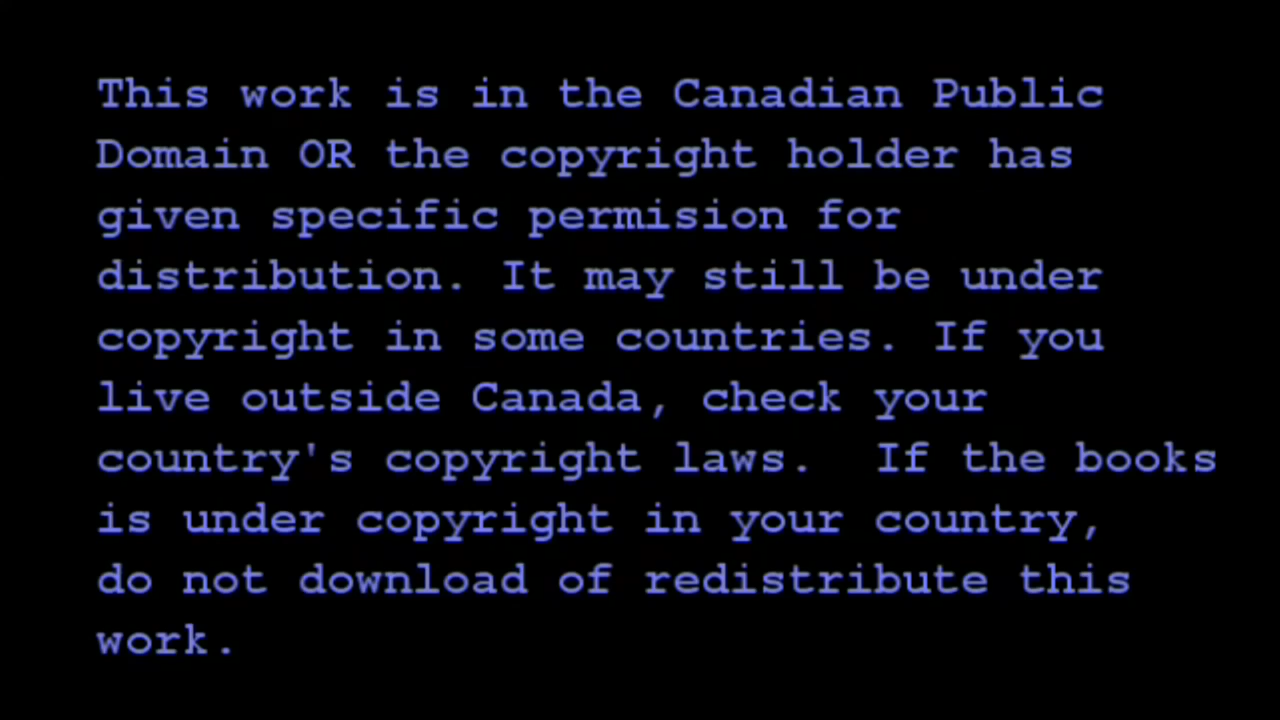 This work is in the Canadian Public
Domain OR the copyright holder has
given specific permision for
distribution. It may still be under
copyright in some countries. If you
live outside Canada, check your
country's copyright laws.  If the books
is under copyright in your country,
do not download of redistribute this
work.